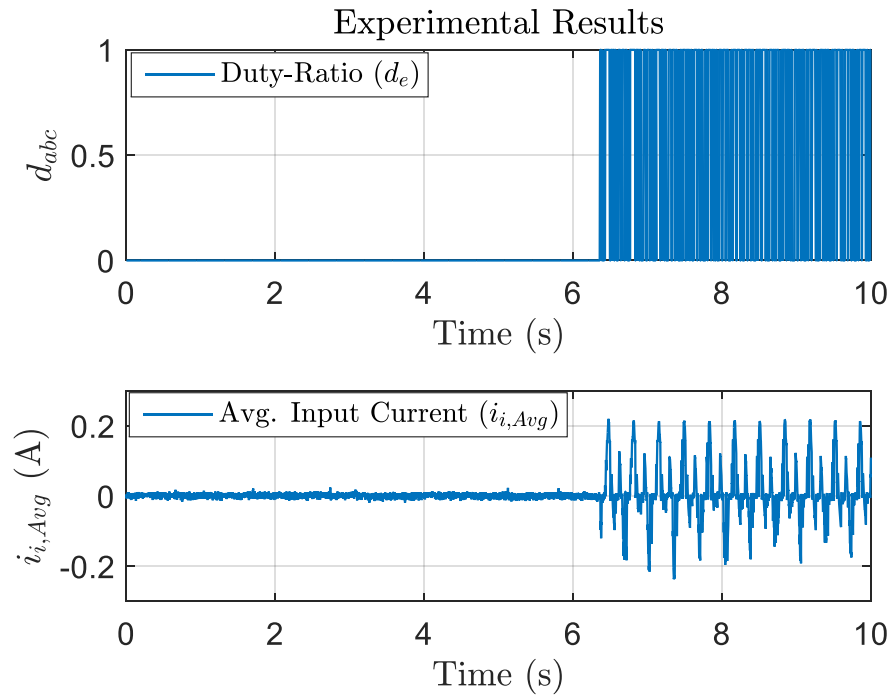 Experimental Results
1
0.5
0
d_abc
Duty-Ratio (d_e)
0 2 4 6 8 10
Time (s)
0.2
0
-0.2
i_i,Avg (A)
Avg. Input Current (i_i,Avg)
0 2 4 6 8 10
Time (s)